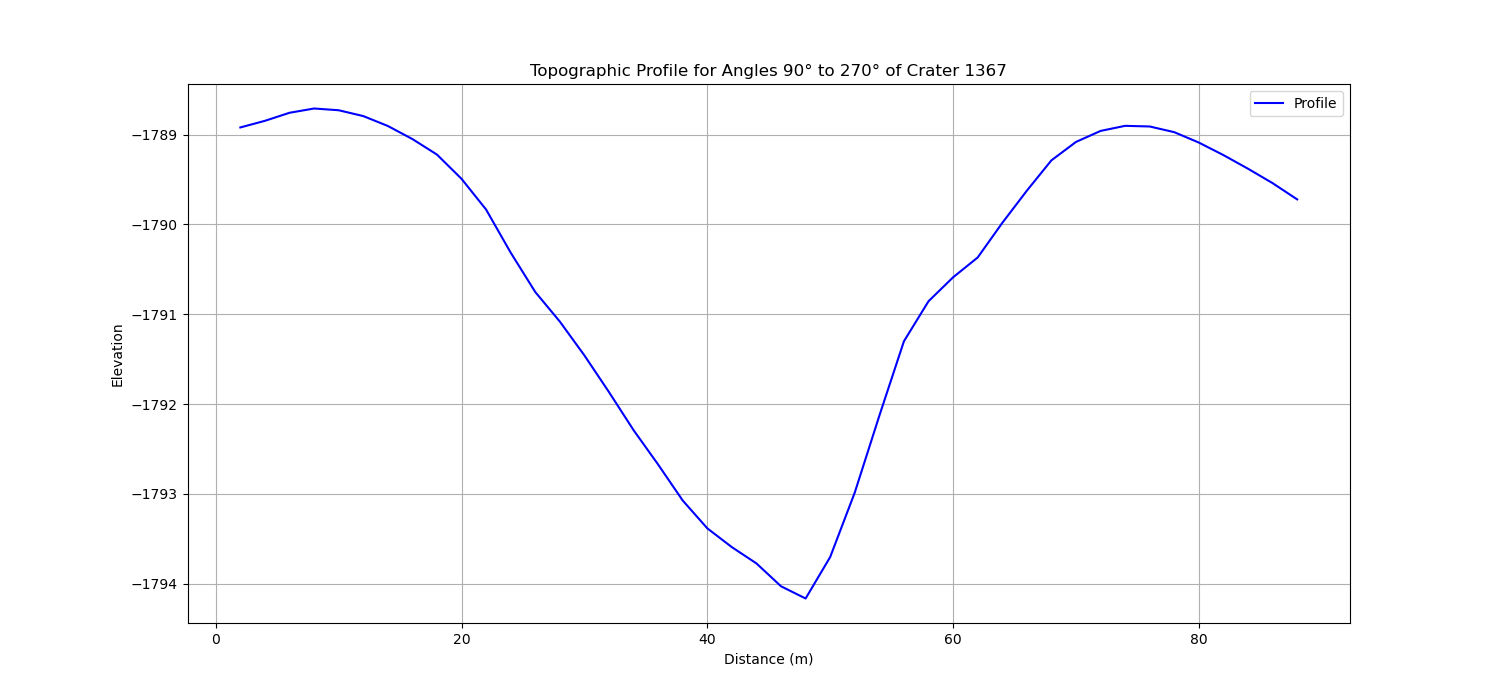 Topographic Profile for Angles 90° to 270° of Crater 1367
Profile
−1789
−1790
−1791
−1792
−1793
−1794
Elevation
0 20 40 60 80
Distance (m)